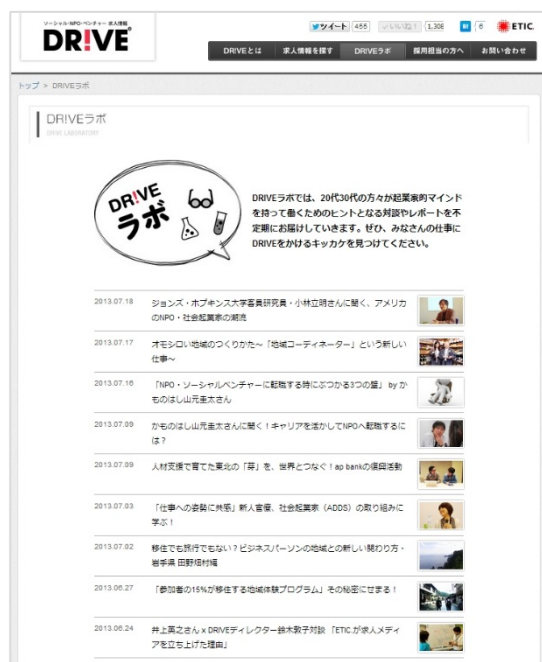 ソーシャル・NPO・ベンチャー 求人情報
DR!VE
ツイート 455 いいね! 1,308 6 ETIC.
DRIVEとは 求人情報を探す DRIVEラボ 採用担当の方へ お問い合わせ
トップ > DRIVEラボ
DR!VEラボ
DRIVE LABORATORY
DR!VE
ラボ
DRIVEラボでは、20代30代の方々が起業家的マインド
を持って働くためのヒントとなる対談やレポートを不
定期にお届けしていきます。ぜひ、みなさんの仕事に
DRIVEをかけるキッカケを見つけてください。
2013.07.18 ジョンズ・ホプキンス大学客員研究員・小林立明さんに聞く、アメリカ
のNPO・社会起業家の潮流
2013.07.17 オモシロい地域のつくりかた~「地域コーディネーター」という新しい
仕事~
2013.07.16 「NPO・ソーシャルベンチャーに転職する時にぶつかる3つの壁」 by か
ものはし山元圭太さん
2013.07.09 かものはし山元圭太さんに聞く！キャリアを活かしてNPOへ転職するに
は？
2013.07.09 人材支援で育てた東北の「芽」を、世界とつなぐ！ap bankの復興活動
2013.07.03 「仕事への姿勢に共感」新人官僚、社会起業家（ADDS）の取り組みに
学ぶ！
2013.07.02 移住でも旅行でもない？ビジネスパーソンの地域との新しい関わり方・
岩手県 田野畑村編
2013.06.27 「参加者の15%が移住する地域体験プログラム」その秘密にせまる！
2013.06.24 井上英之さん x DRIVEディレクター鈴木敦子対談 「ETIC.が求人メディ
アを立ち上げた理由」